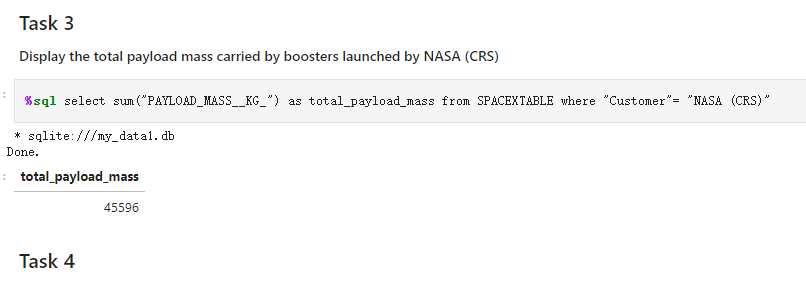 Task 3
Display the total payload mass carried by boosters launched by NASA (CRS)
: %sql select sum("PAYLOAD_MASS__KG_") as total_payload_mass from SPACEXTABLE where "Customer"= "NASA (CRS)"
* sqlite:///my_data1.db
Done.
: total_payload_mass
45596
Task 4